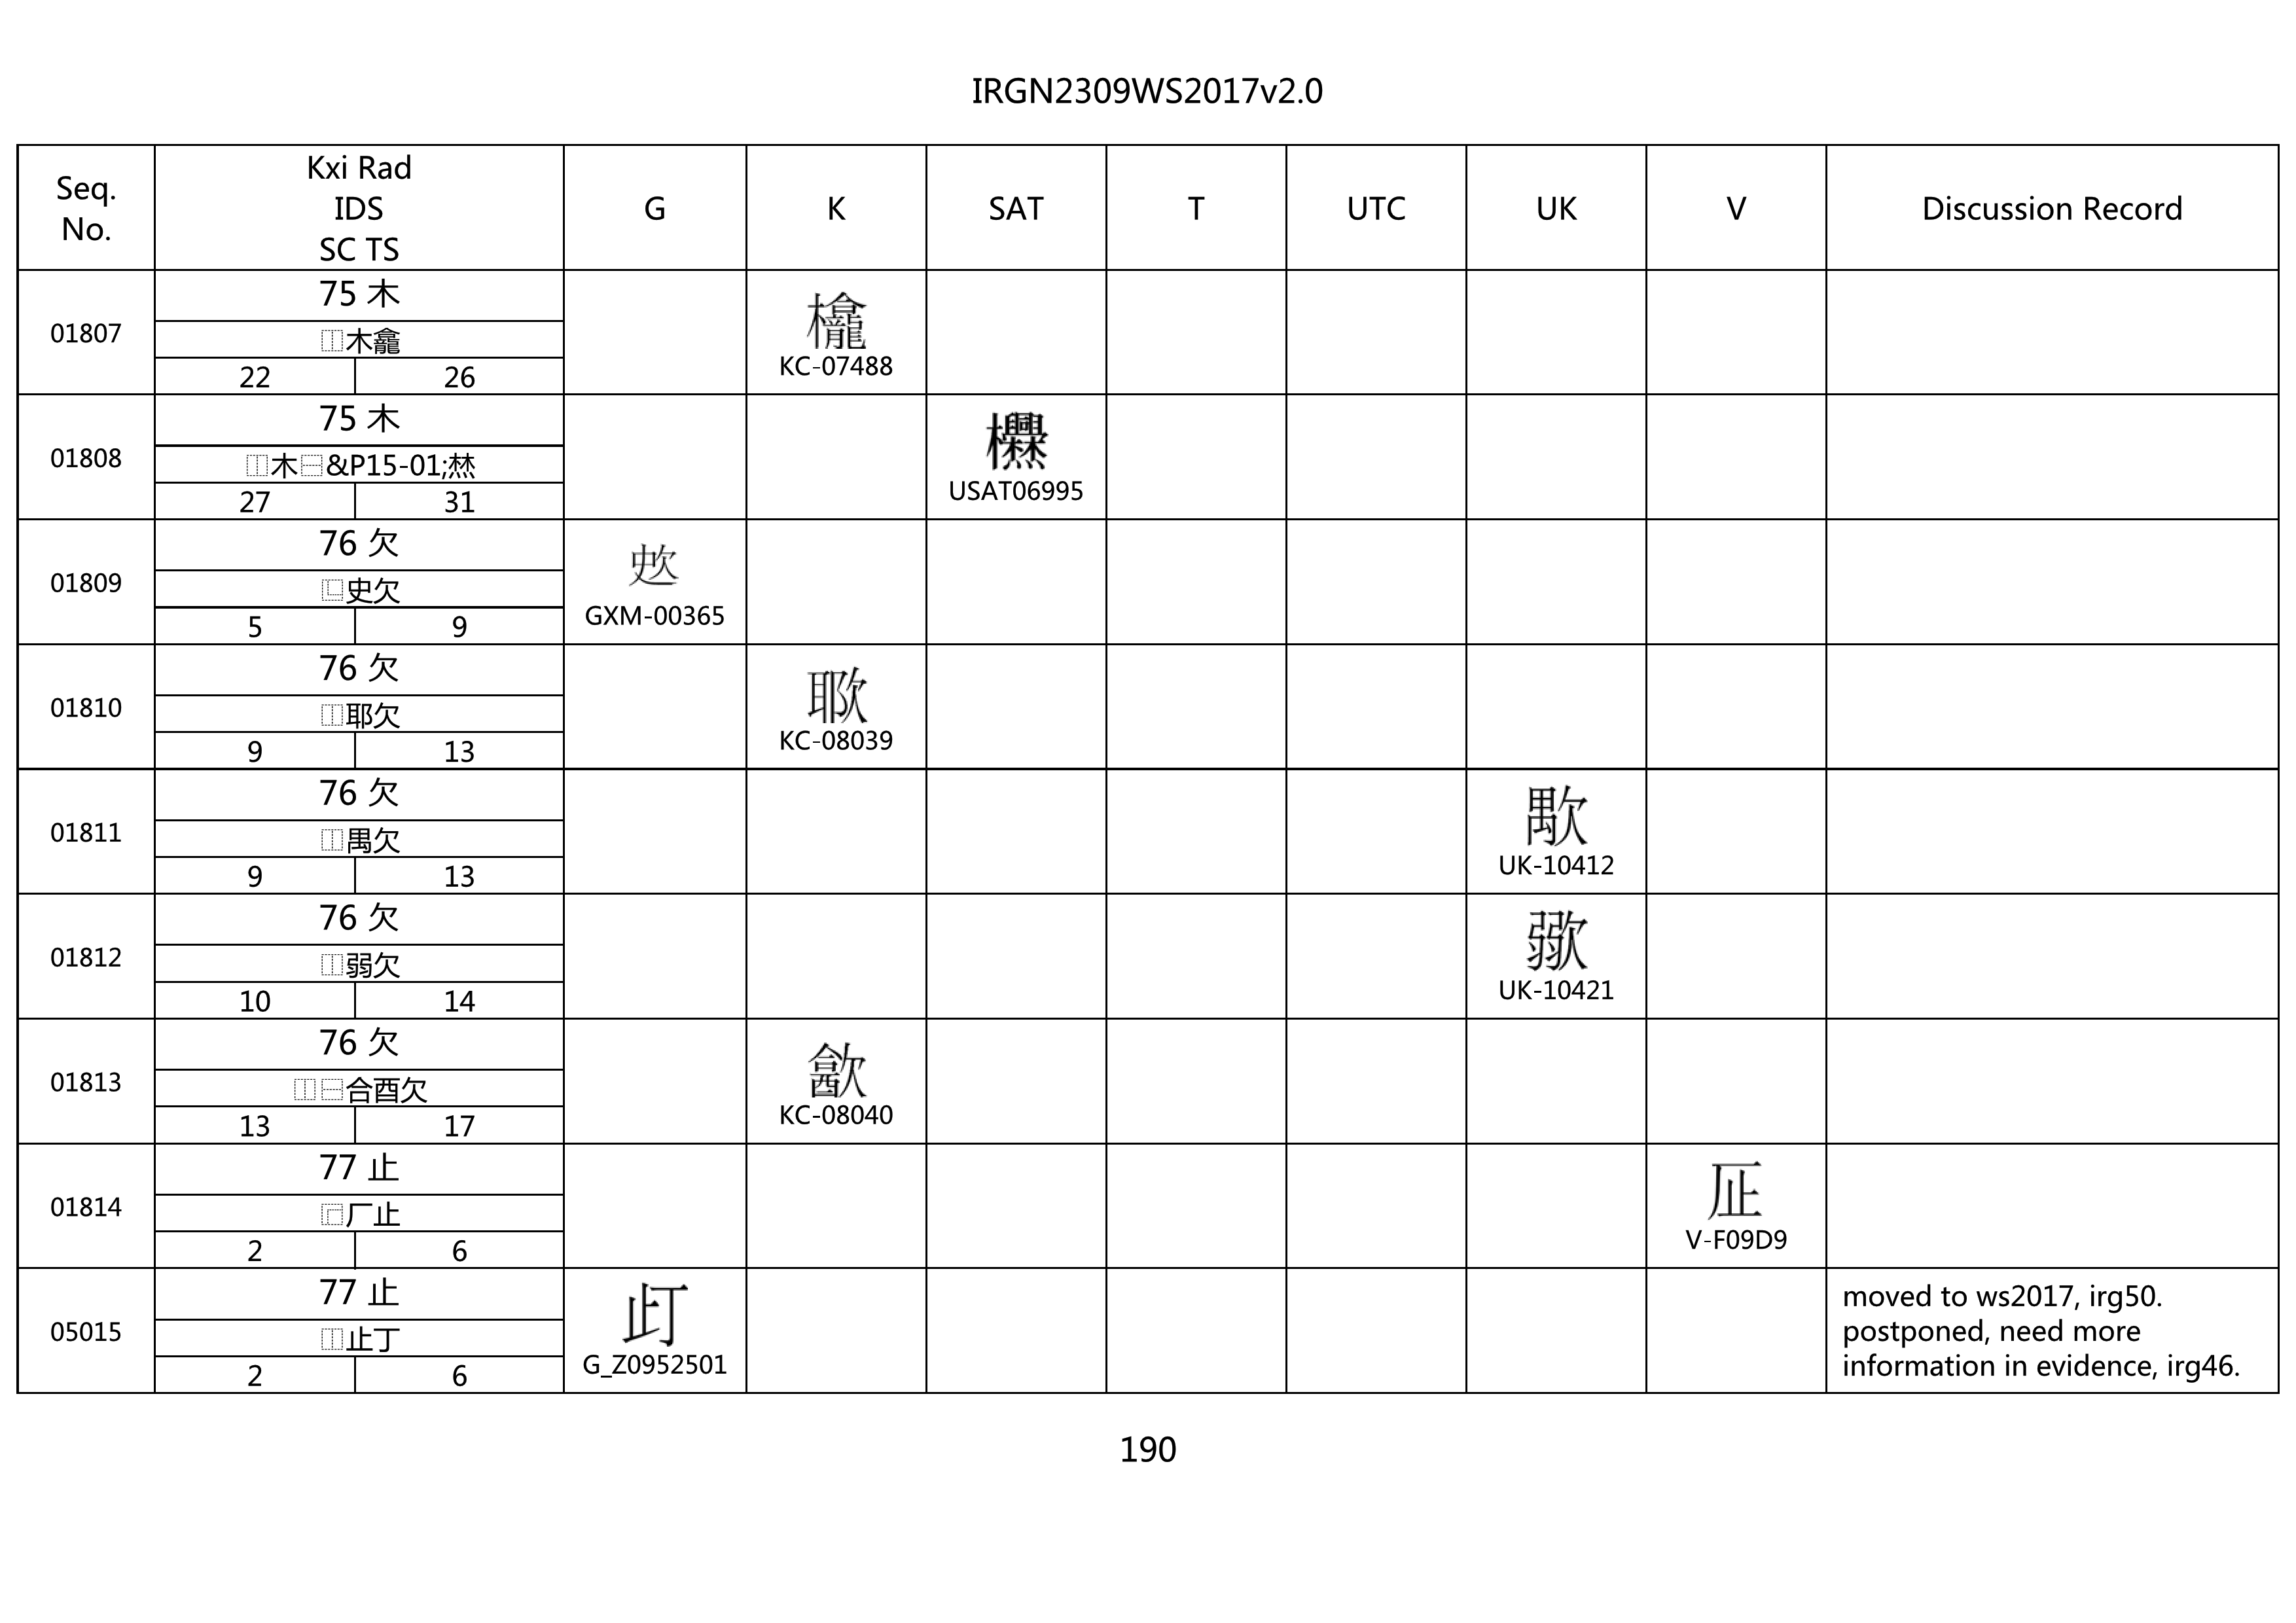 IRGN2309WS2017v2.0
Seq. No. Kxi Rad IDS SC TS G K SAT T UTC UK V Discussion Record
75 木
01807 ⿰木龕 KC-07488
22 26
75 木
01808 ⿰木⿱&P15-01;燓 USAT06995
27 31
76 欠
01809 ⿺史欠 GXM-00365
5 9
76 欠
01810 ⿰耶欠 KC-08039
9 13
76 欠
01811 ⿰禺欠 UK-10412
9 13
76 欠
01812 ⿰弱欠 UK-10421
10 14
76 欠
01813 ⿰⿱合酉欠 KC-08040
13 17
77 止
01814 ⿸厂止 V-F09D9
2 6
77 止
05015 ⿰止丁 G_Z0952501
2 6
moved to ws2017, irg50.
postponed, need more
information in evidence, irg46.
190